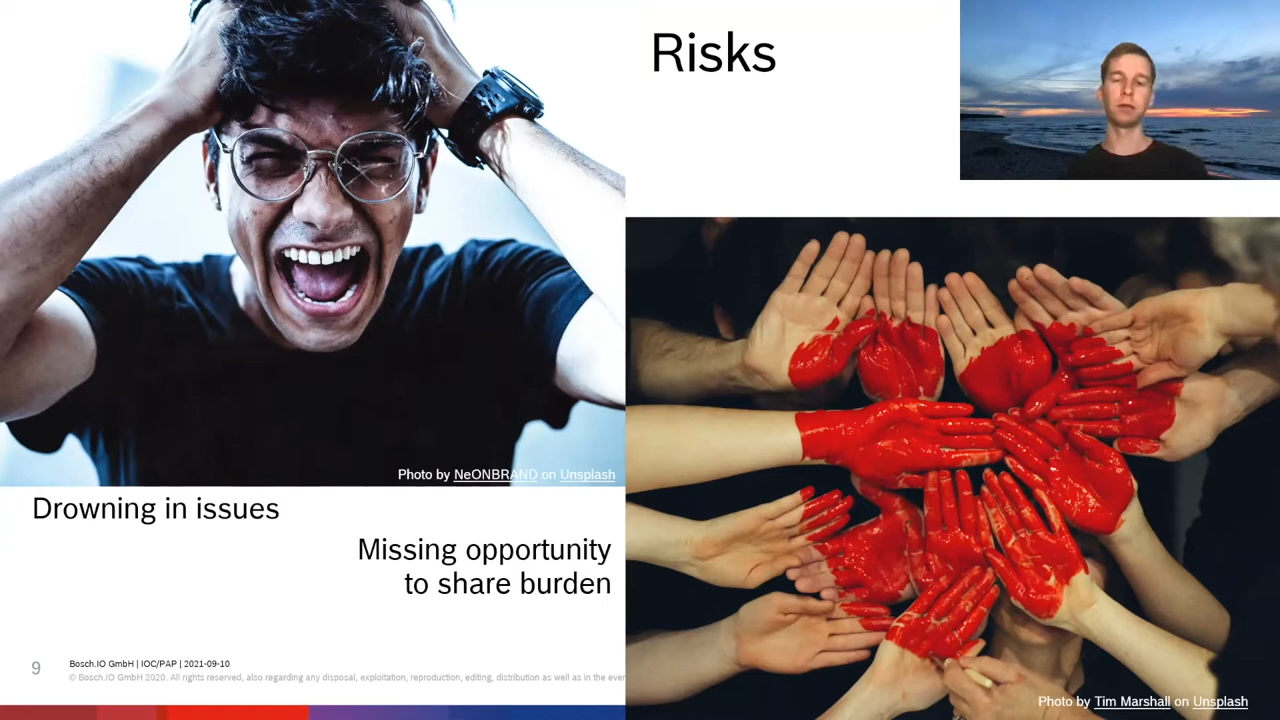 Risks
Photo by NeONBRAND on Unsplash
Drowning in issues
Missing opportunity
to share burden
9
Bosch.IO GmbH | IOC/PAP | 2021-09-10
© Bosch.IO GmbH 2020. All rights reserved, also regarding any disposal, exploitation, reproduction, editing, distribution as well as in the ever
Photo by Tim Marshall on Unsplash